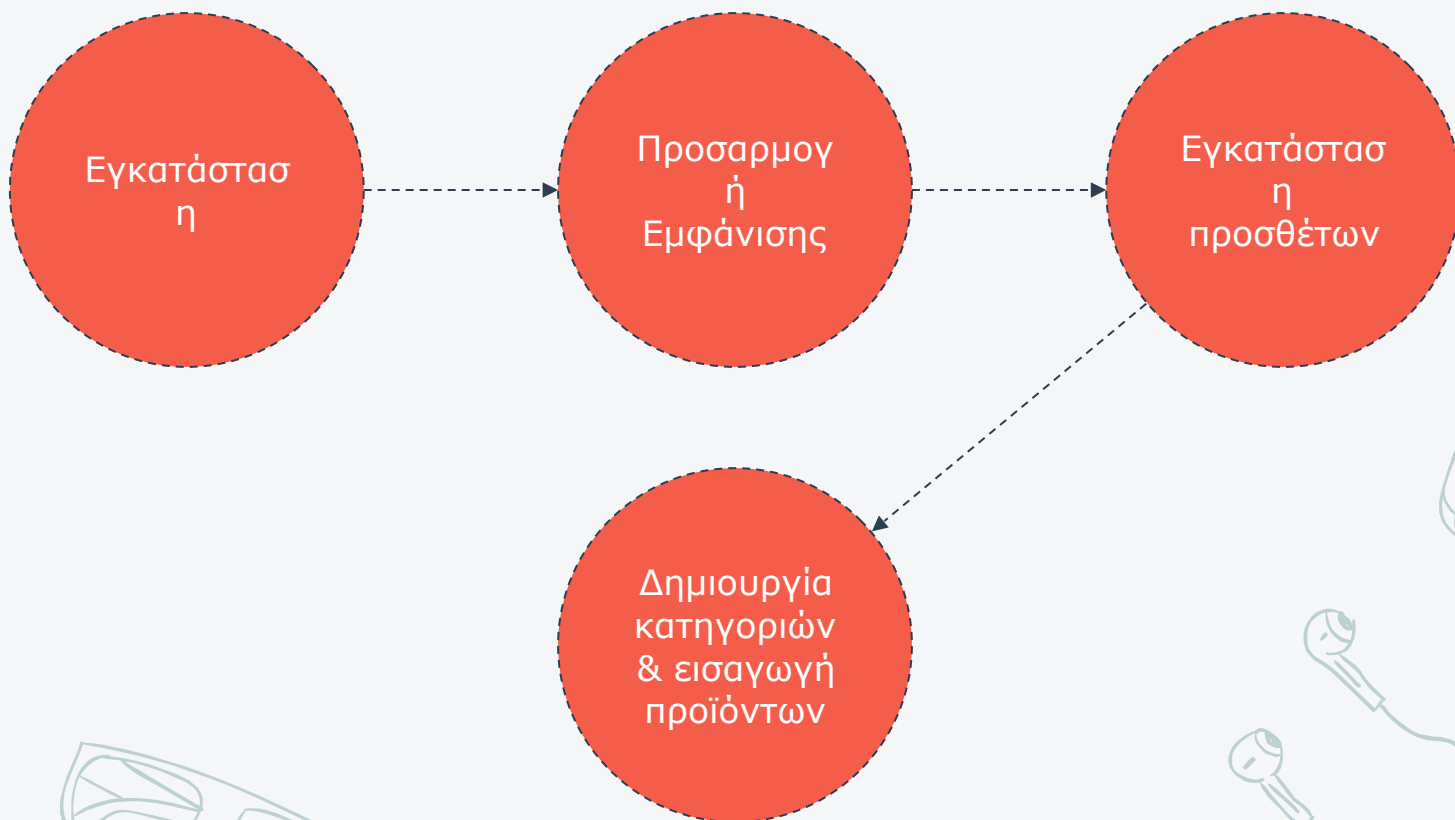 Εγκατάστασ
η
Προσαρμογ
ή
Εμφάνισης
Εγκατάστασ
η
προσθέτων
Δημιουργία
κατηγοριών
& εισαγωγή
προϊόντων